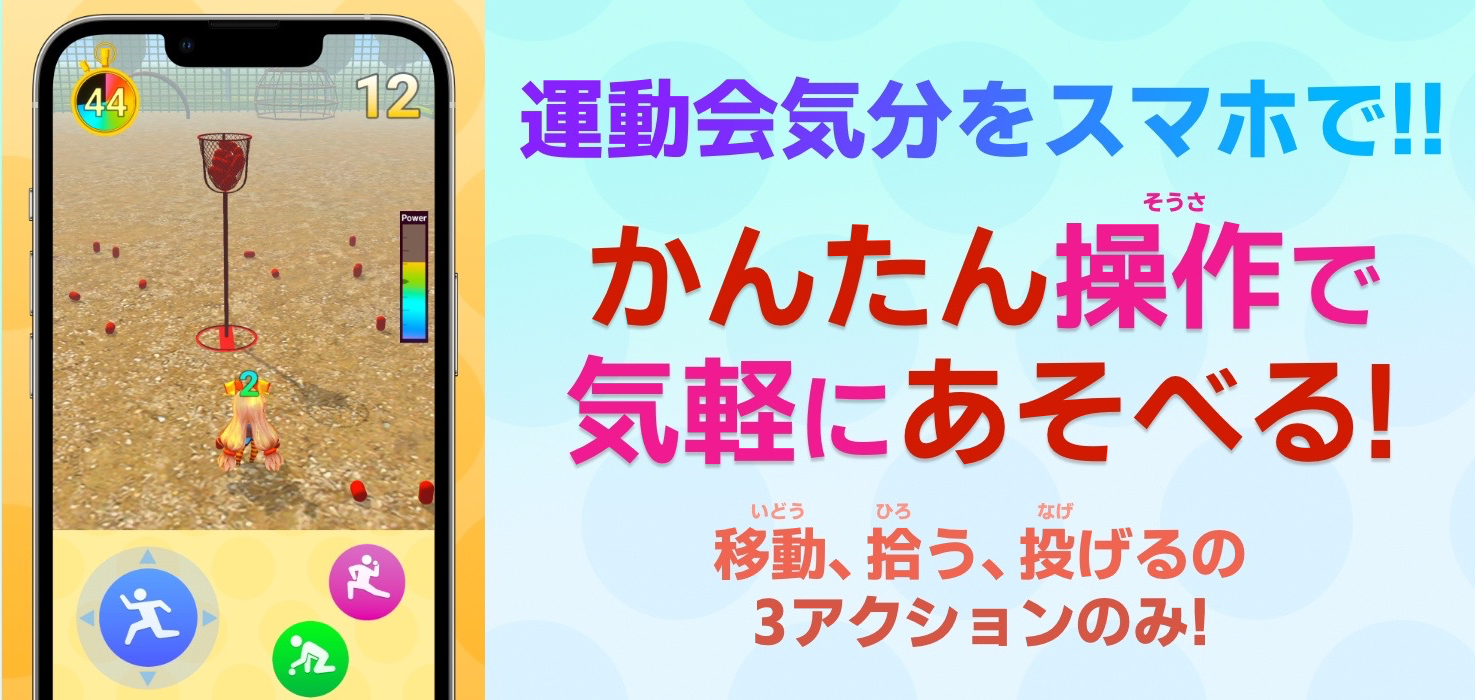 44
12
Power
2
運動会気分をスマホで!!
そうさ
かんたん操作で
気軽にあそべる!
いどう ひろ なげ
移動、拾う、投げるの
3アクションのみ!